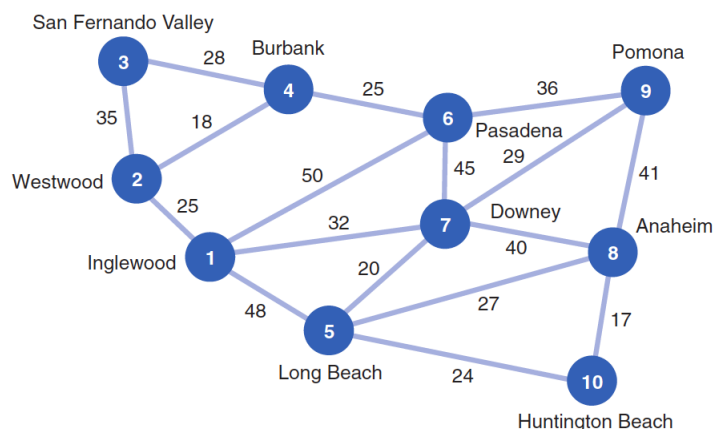 San Fernando Valley
Burbank
Pomona
3
28
4
25
6
36
9
35
18
Pasadena
29
Westwood
2
50
45
41
25
32
7
Downey
Anaheim
Inglewood
1
40
8
20
48
27
17
5
Long Beach
24
10
Huntington Beach